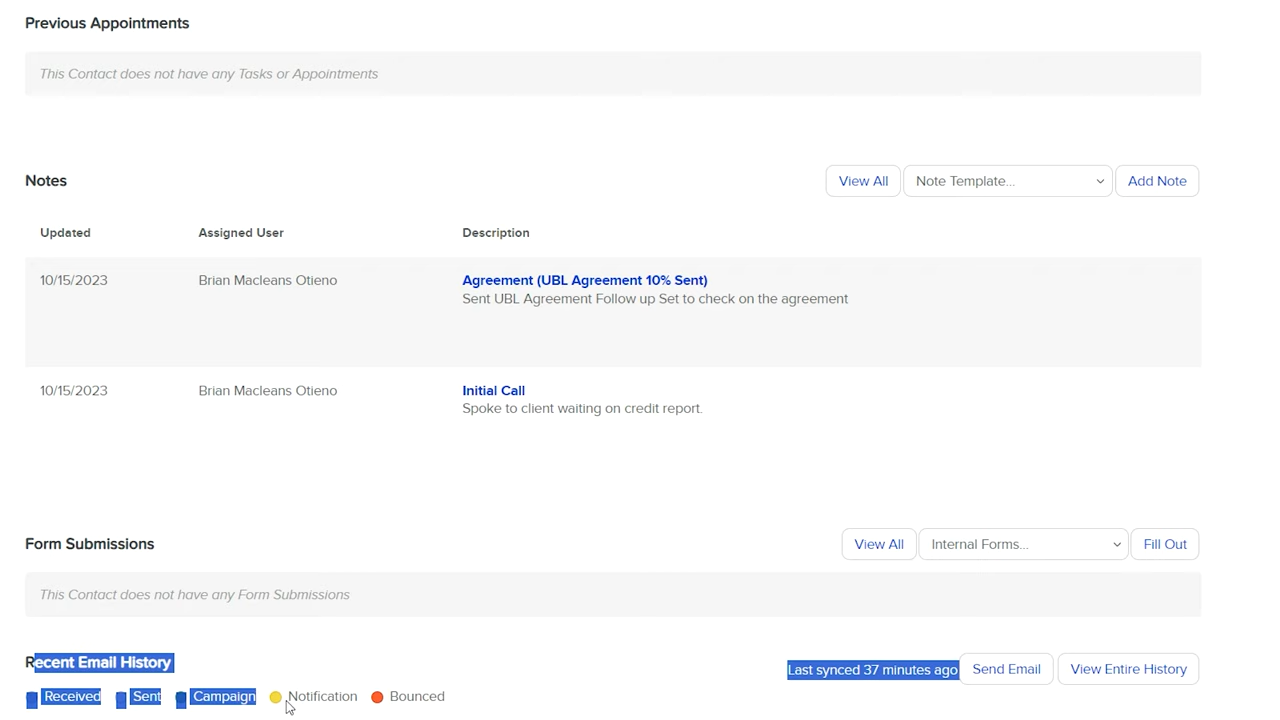 Previous Appointments
This Contact does not have any Tasks or Appointments
Notes
View All
Note Template...
Add Note
Updated
Assigned User
Description
10/15/2023
Brian Macleans Otieno
Agreement (UBL Agreement 10% Sent)
Sent UBL Agreement Follow up Set to check on the agreement
10/15/2023
Brian Macleans Otieno
Initial Call
Spoke to client waiting on credit report.
Form Submissions
View All
Internal Forms...
Fill Out
This Contact does not have any Form Submissions
Recent Email History
Last synced 37 minutes ago
Send Email
View Entire History
Received
Sent
Campaign
Notification
Bounced